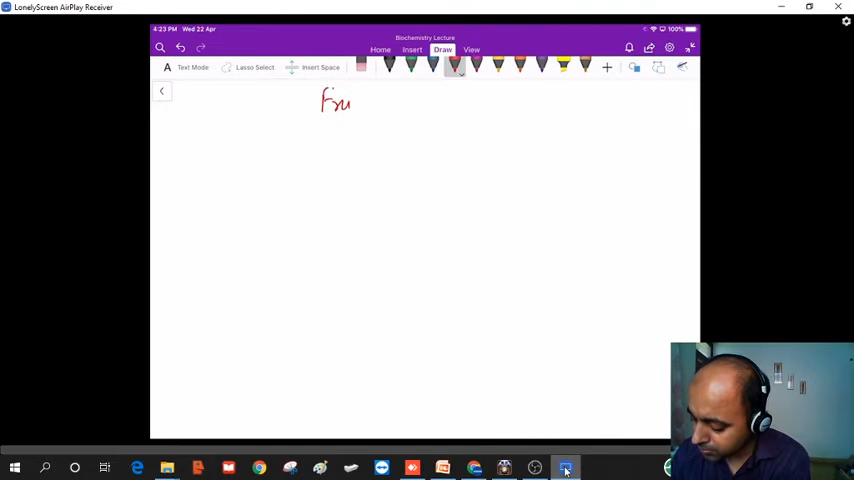 LonelyScreen AirPlay Receiver
4:23 PM Wed 22 Apr
100%
Biochemistry Lecture
Home Insert Draw View
Text Mode Lasso Select Insert Space
Fru